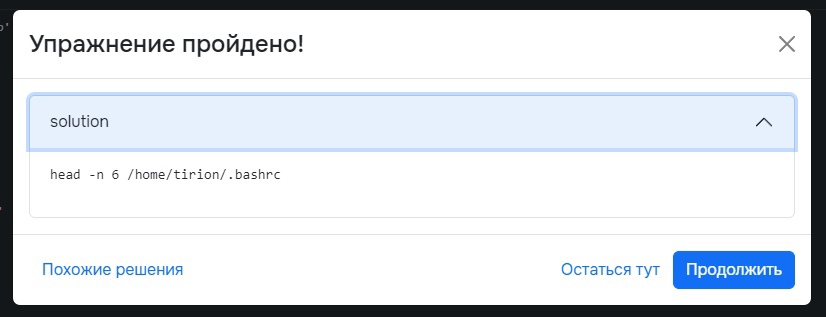 Упражнение пройдено!
solution
head -n 6 /home/tirion/.bashrc
Похожие решения
Остаться тут
Продолжить